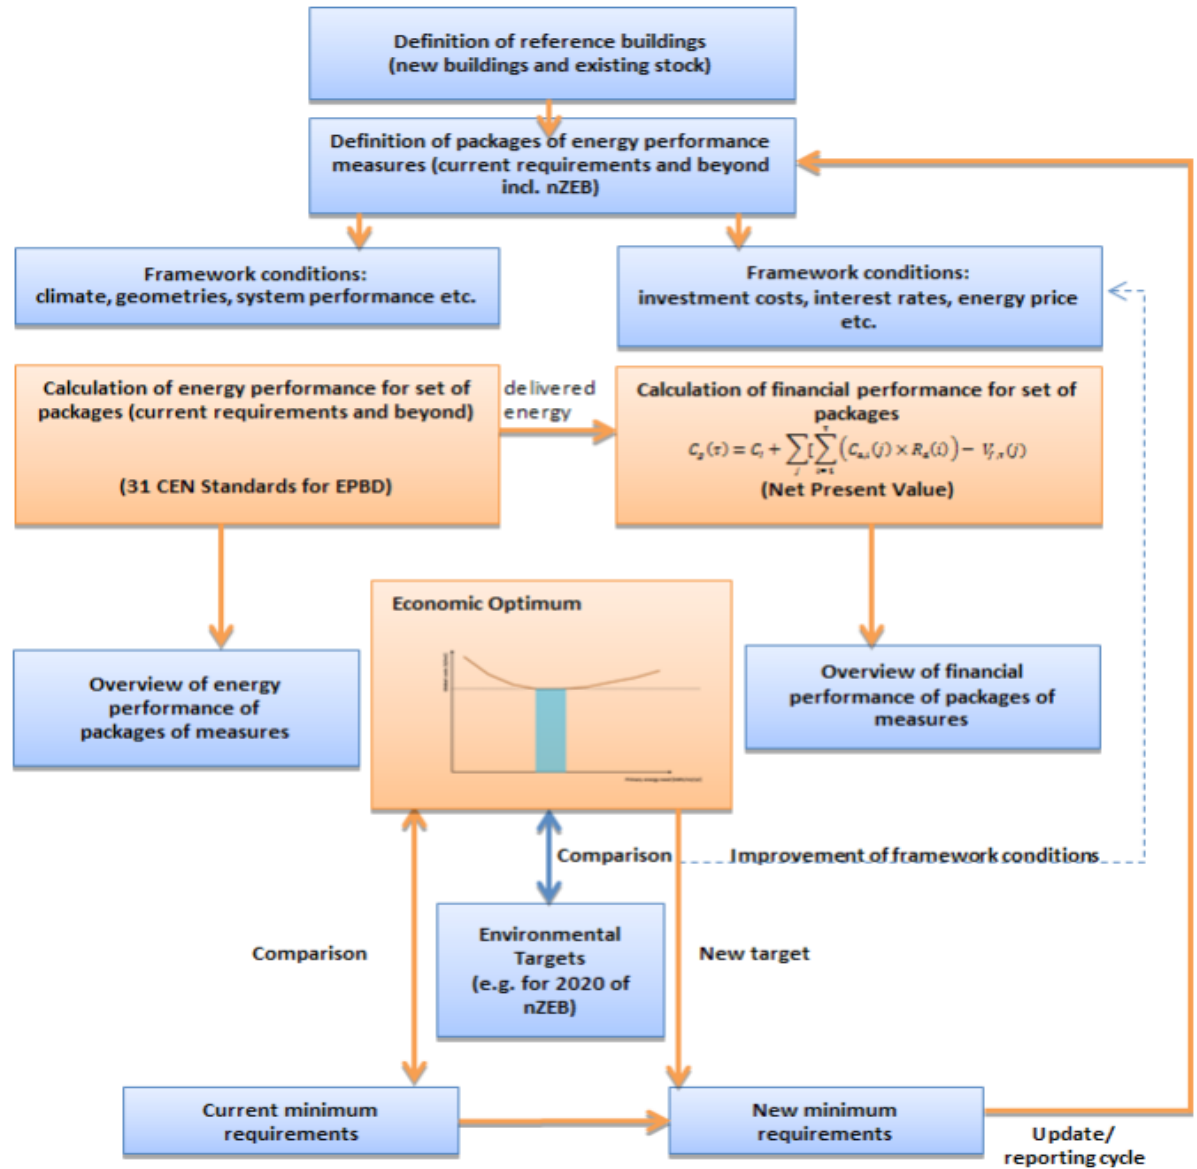 Definition of reference buildings
(new buildings and existing stock)
Definition of packages of energy performance
measures (current requirements and beyond
incl. nZEB)
Framework conditions:
climate, geometries, system performance etc.
Framework conditions:
investment costs, interest rates, energy price
etc.
Calculation of energy performance for set of
packages (current requirements and beyond)
(31 CEN Standards for EPBD)
delivered
energy
Calculation of financial performance for set of
packages
(Net Present Value)
Economic Optimum
Overview of energy
performance of
packages of measures
Overview of financial
performance of packages of
measures
Comparison
Improvement of framework conditions
Environmental
Targets
(e.g. for 2020 of
nZEB)
Comparison
New target
Current minimum
requirements
New minimum
requirements
Update/
reporting cycle